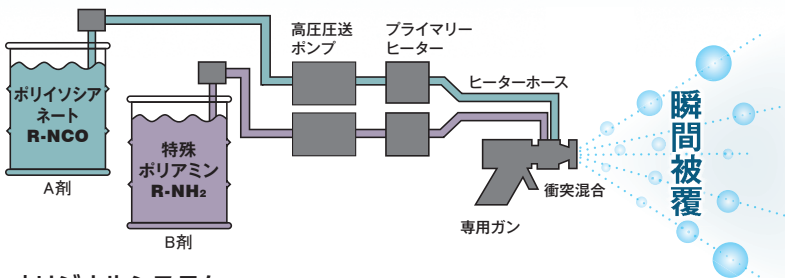 高圧圧送
ポンプ
プライマリー
ヒーター
ヒーターホース
ポリイソシア
ネート
R-NCO
A剤
特殊
ポリアミン
R-NH₂
B剤
専用ガン
衝突混合
瞬間被覆